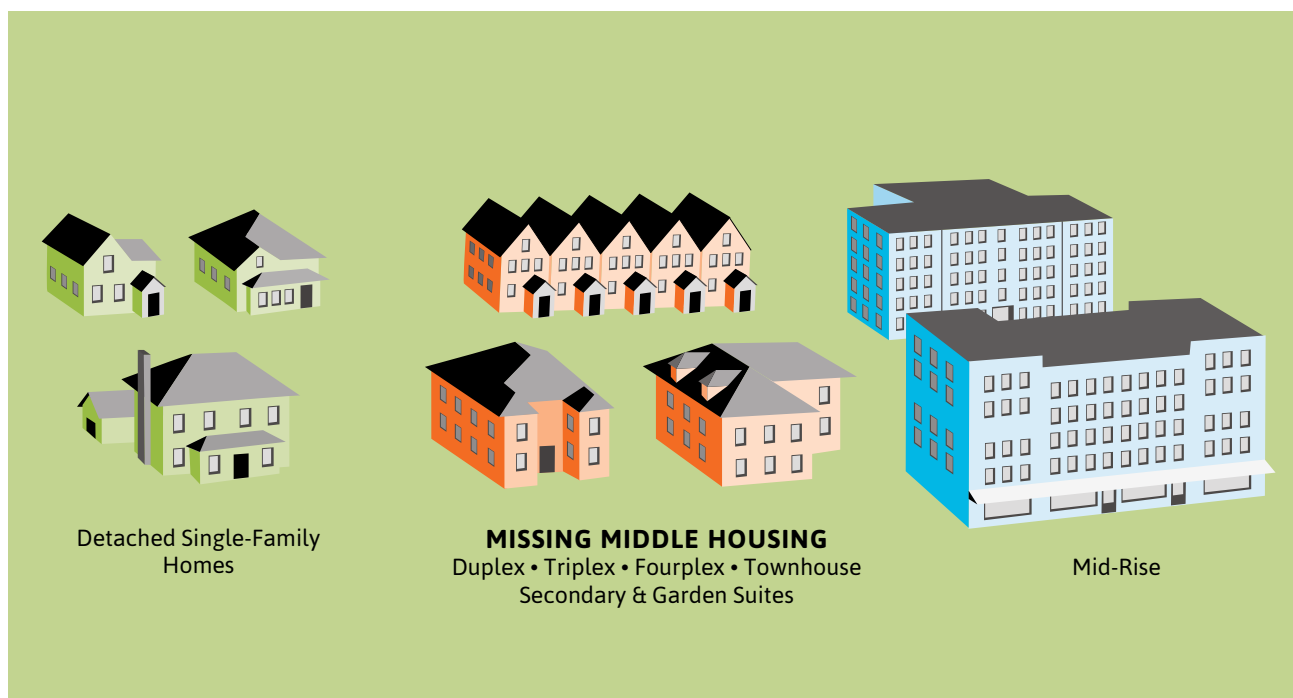 Detached Single-Family
Homes
MISSING MIDDLE HOUSING
Duplex • Triplex • Fourplex • Townhouse
Secondary & Garden Suites
Mid-Rise